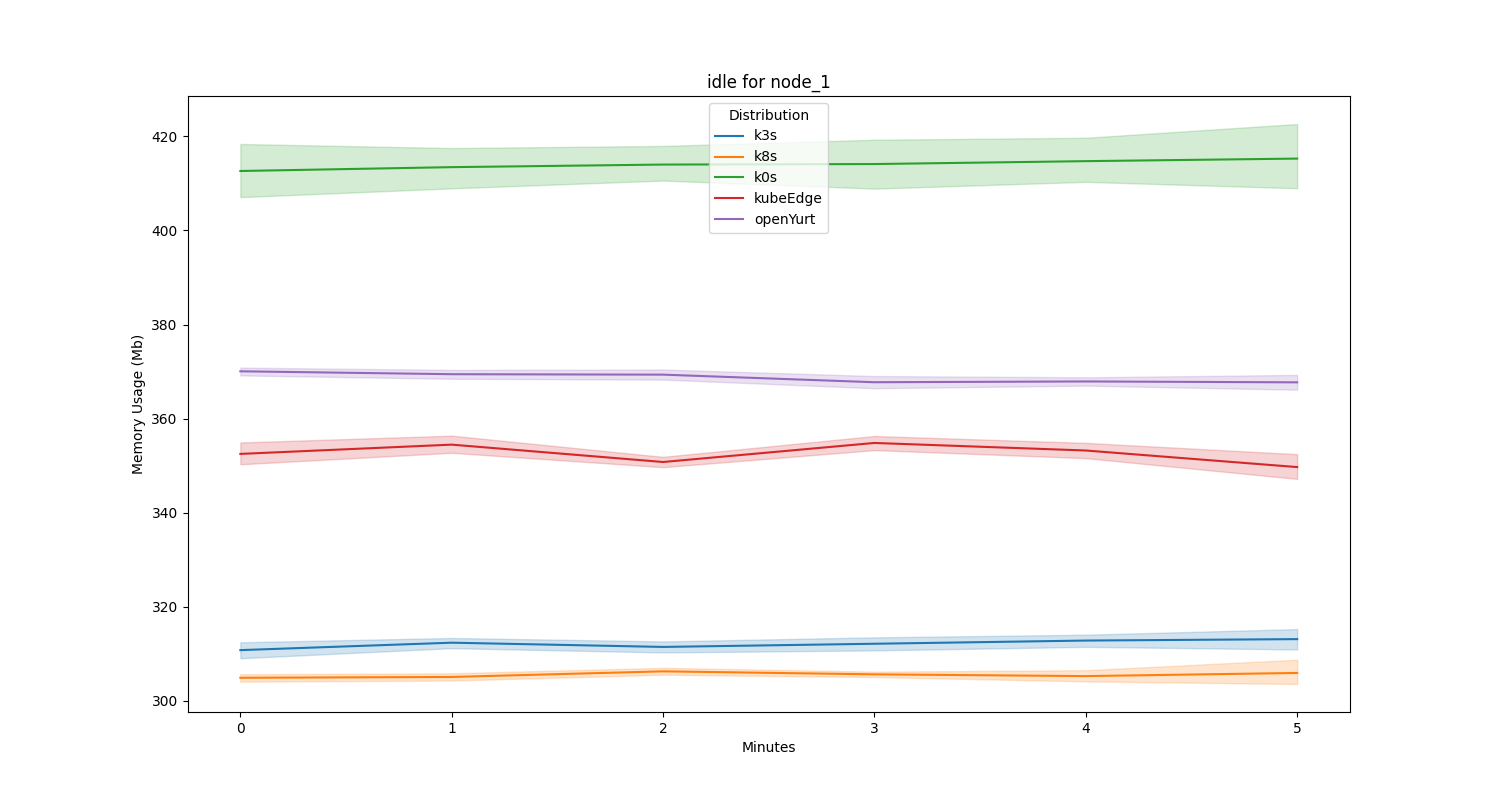 idle for node_1
Distribution
k3s
k8s
k0s
kubeEdge
openYurt
Memory Usage (Mb)
420
400
380
360
340
320
300
0 1 2 3 4 5
Minutes